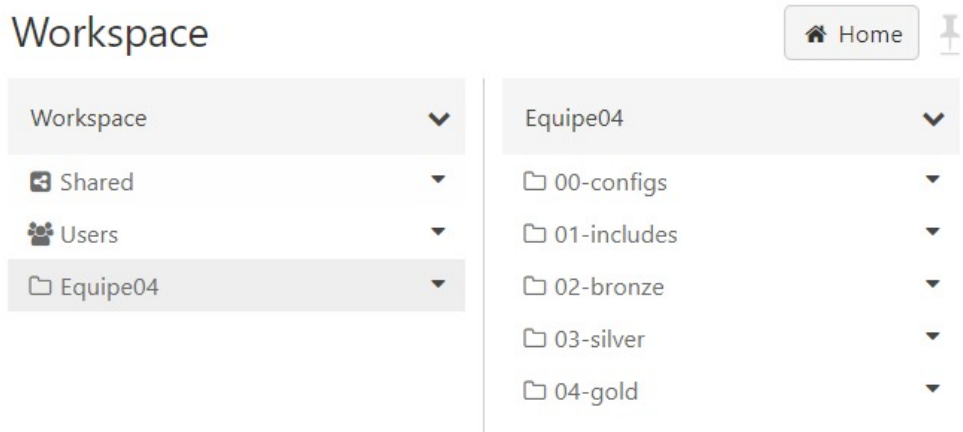 Workspace
Home
Workspace
Shared
Users
Equipe04
Equipe04
00-configs
01-includes
02-bronze
03-silver
04-gold